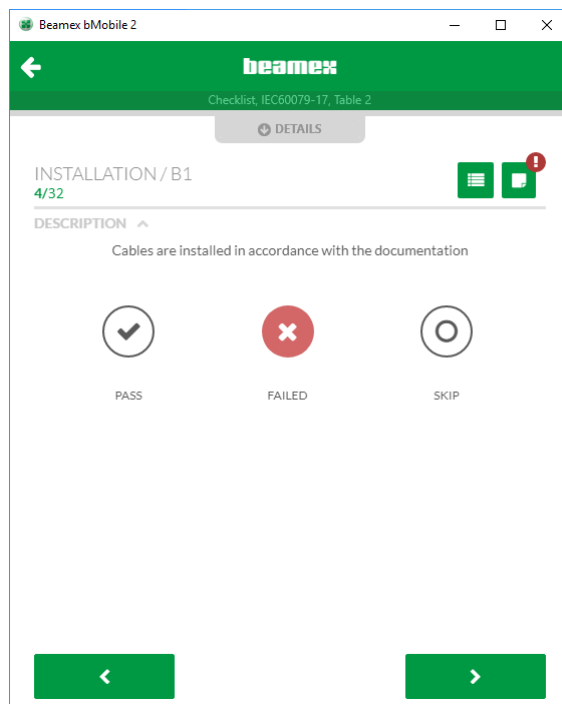 Beamex bMobile 2
beamex
Checklist, IEC60079-17, Table 2
DETAILS
INSTALLATION / B1
4/32
DESCRIPTION
Cables are installed in accordance with the documentation
PASS FAILED SKIP